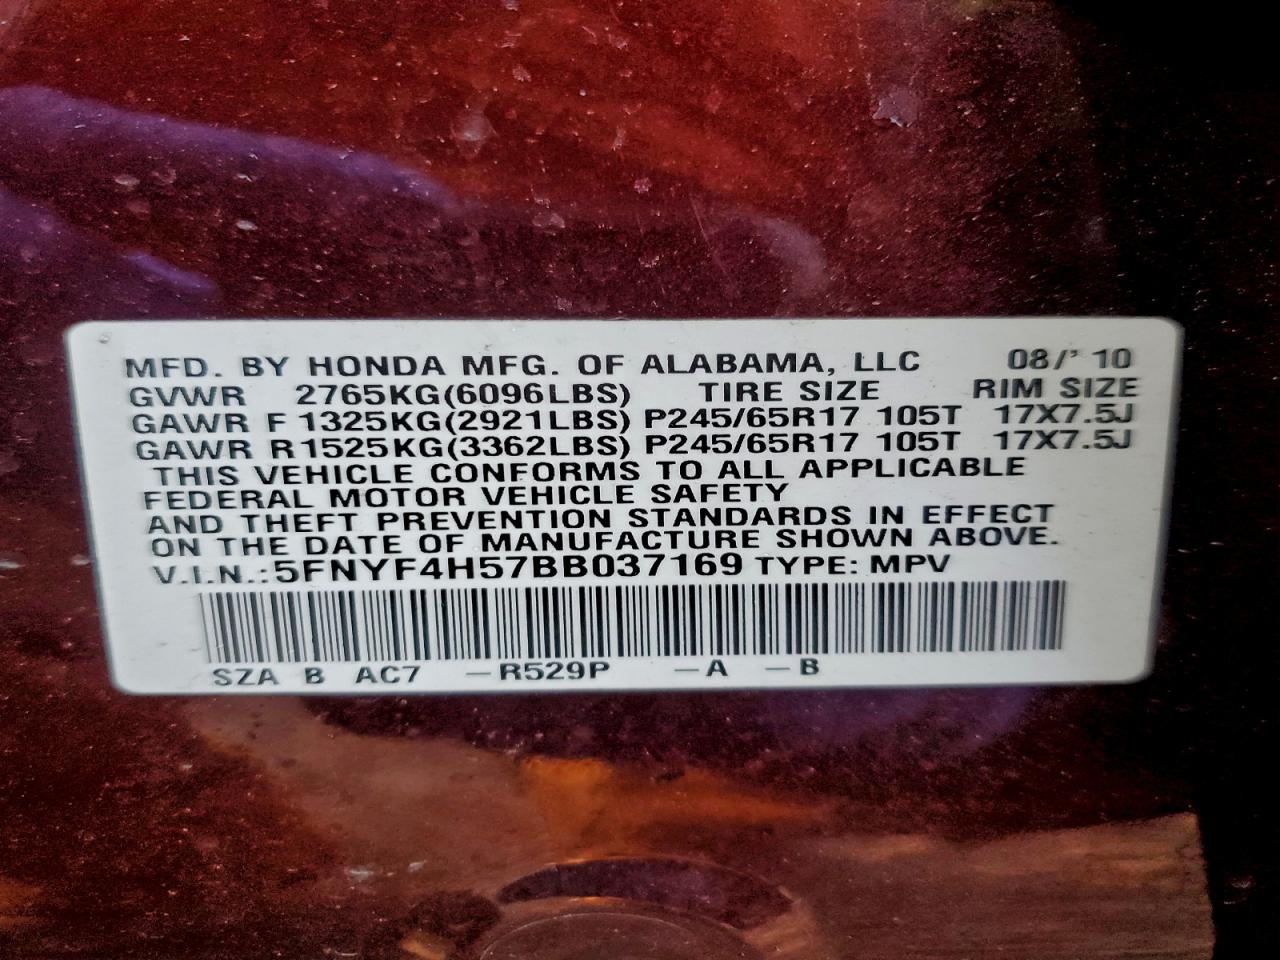 MFD. BY HONDA MFG. OF ALABAMA, LLC 08/' 10
GVWR 2765KG(6096LBS) TIRE SIZE RIM SIZE
GAWR F 1325KG(2921LBS) P245/65R17 105T 17X7.5J
GAWR R 1525KG(3362LBS) P245/65R17 105T 17X7.5J
THIS VEHICLE CONFORMS TO ALL APPLICABLE
FEDERAL MOTOR VEHICLE SAFETY
AND THEFT PREVENTION STANDARDS IN EFFECT
ON THE DATE OF MANUFACTURE SHOWN ABOVE.
V.I.N.:5FNYF4H57BB037169 TYPE: MPV
SZA B AC7 —R529P —A —B